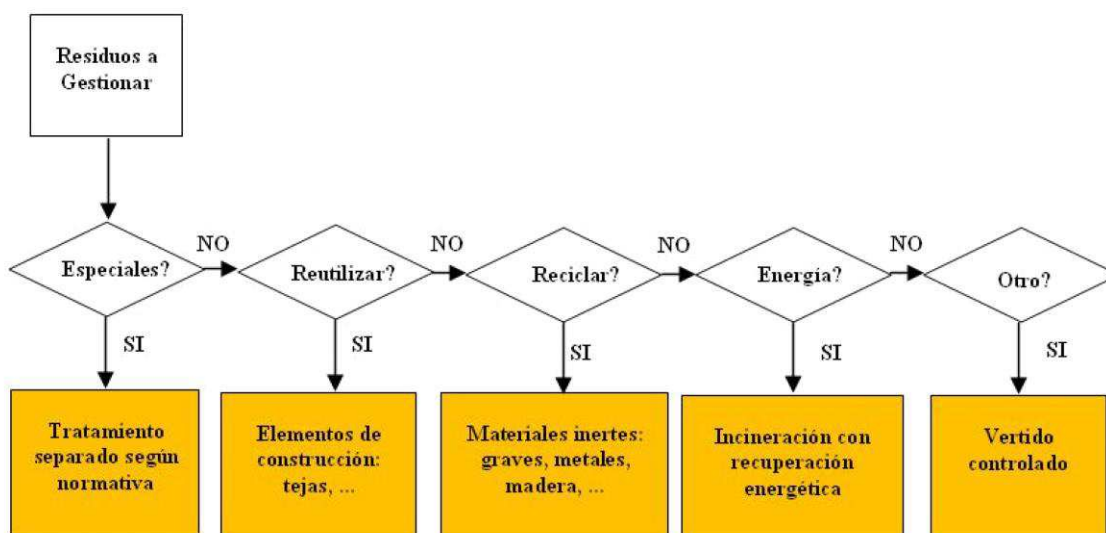 Residuos a
Gestionar
NO
NO
NO
NO
Especiales?
Reutilizar?
Reciclar?
Energía?
Otro?
SI
SI
SI
SI
SI
Tratamiento
separado según
normativa
Elementos de
construcción:
tejas, ...
Materiales inertes:
graves, metales,
madera, ...
Incineración con
recuperación
energética
Vertido
controlado